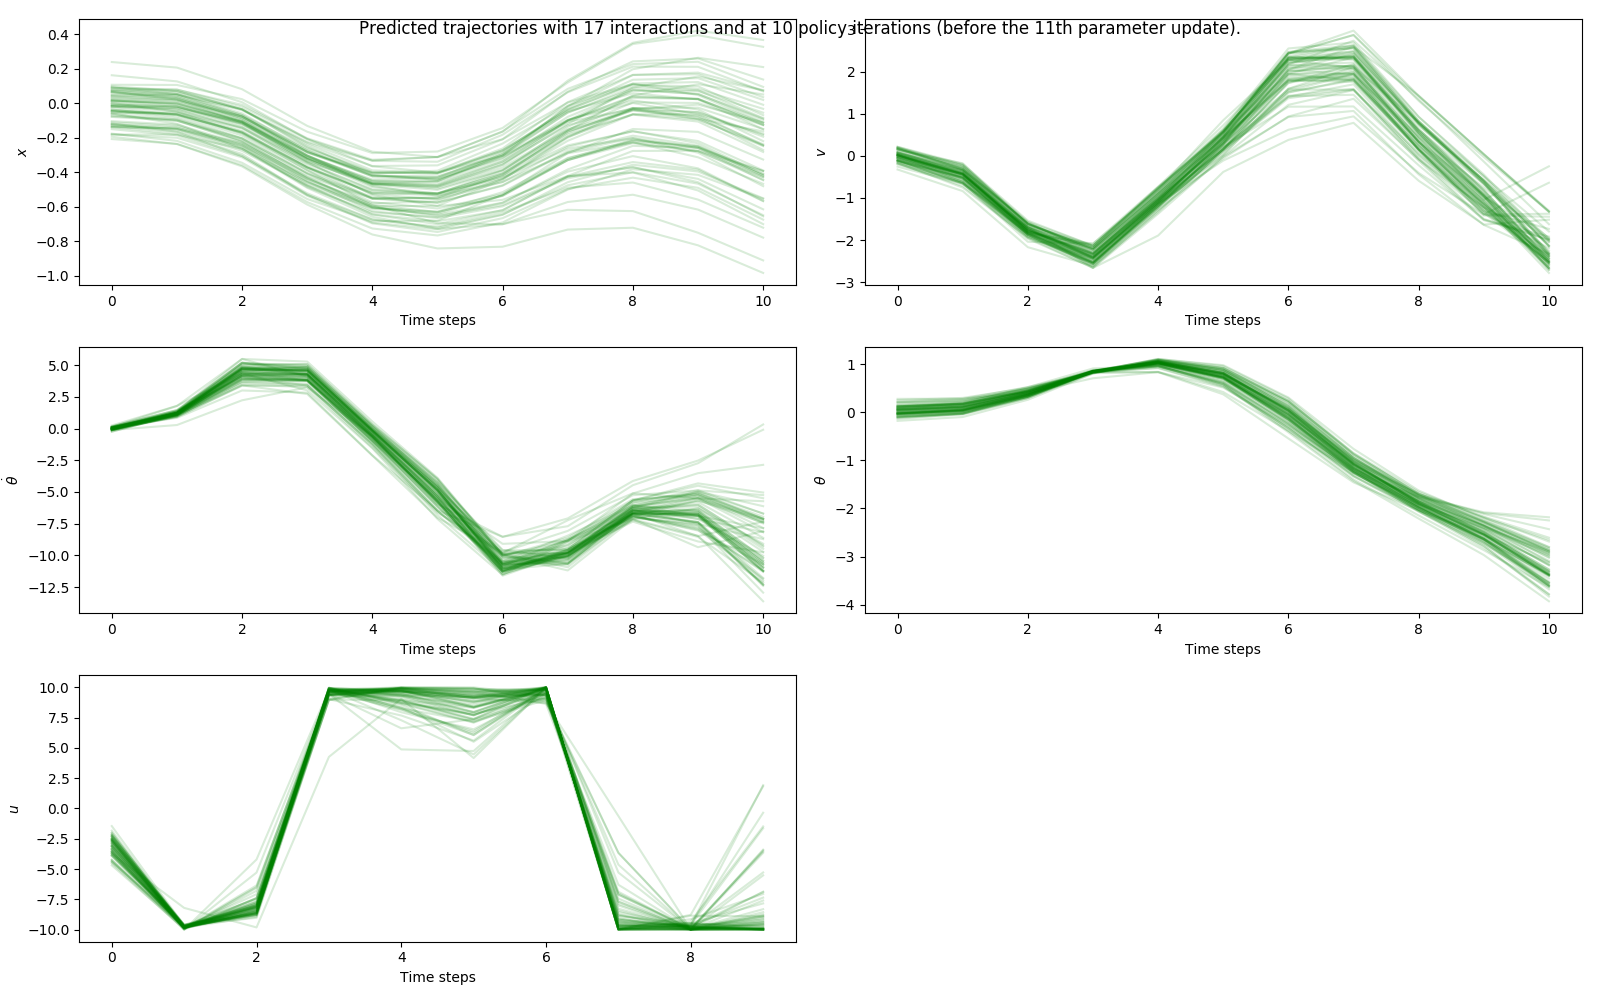 Predicted trajectories with 17 interactions and at 10 policy iterations (before the 11th parameter update).
0.4
0.2
0.0
−0.2
−0.4
−0.6
−0.8
−1.0
x
0 2 4 6 8 10
Time steps
3
2
1
0
−1
−2
−3
v
0 2 4 6 8 10
Time steps
5.0
2.5
0.0
−2.5
−5.0
−7.5
−10.0
−12.5
θ̇
0 2 4 6 8 10
Time steps
1
0
−1
−2
−3
−4
θ
0 2 4 6 8 10
Time steps
10.0
7.5
5.0
2.5
0.0
−2.5
−5.0
−7.5
−10.0
u
0 2 4 6 8
Time steps